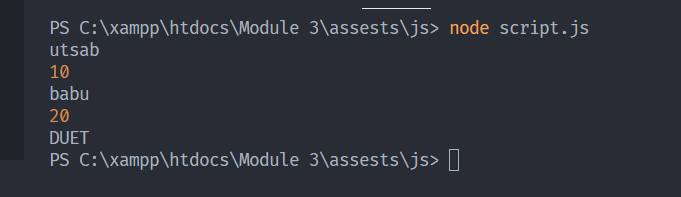 PS C:\xampp\htdocs\Module 3\assests\js> node script.js
utsab
10
babu
20
DUET
PS C:\xampp\htdocs\Module 3\assests\js>